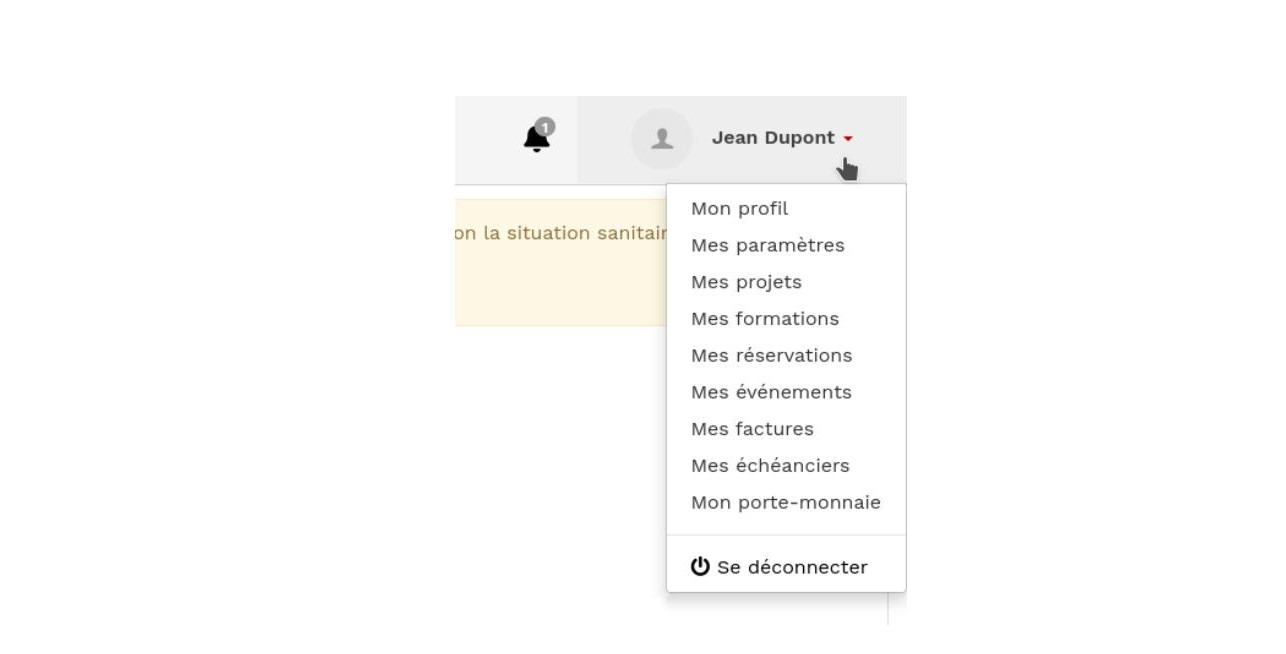 1
Jean Dupont
Mon profil
on la situation sanitair
Mes paramètres
Mes projets
Mes formations
Mes réservations
Mes événements
Mes factures
Mes échéanciers
Mon porte-monnaie
Se déconnecter